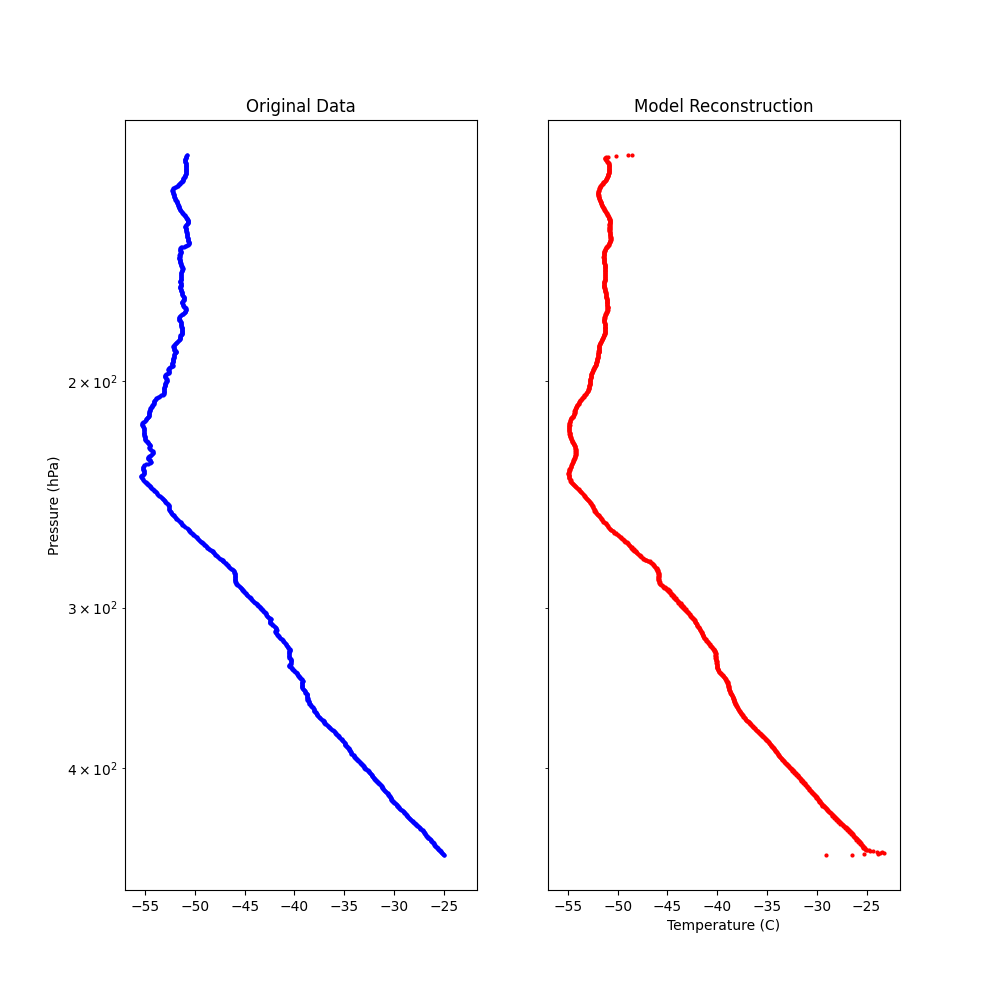 Original Data
Model Reconstruction
Pressure (hPa)
2 × 10²
3 × 10²
4 × 10²
−55 −50 −45 −40 −35 −30 −25
−55 −50 −45 −40 −35 −30 −25
Temperature (C)